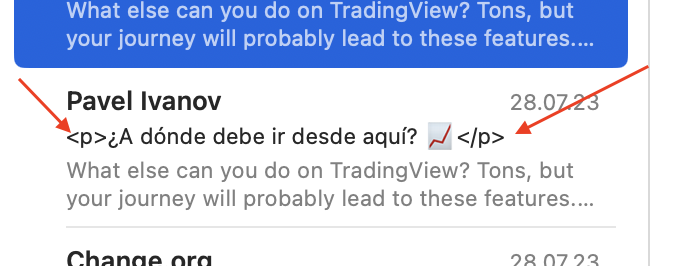 What else can you do on TradingView? Tons, but
your journey will probably lead to these features....
Pavel Ivanov
28.07.23
<p>¿A dónde debe ir desde aquí? 📈 </p>
What else can you do on TradingView? Tons, but
your journey will probably lead to these features....
Change.org
28.07.23